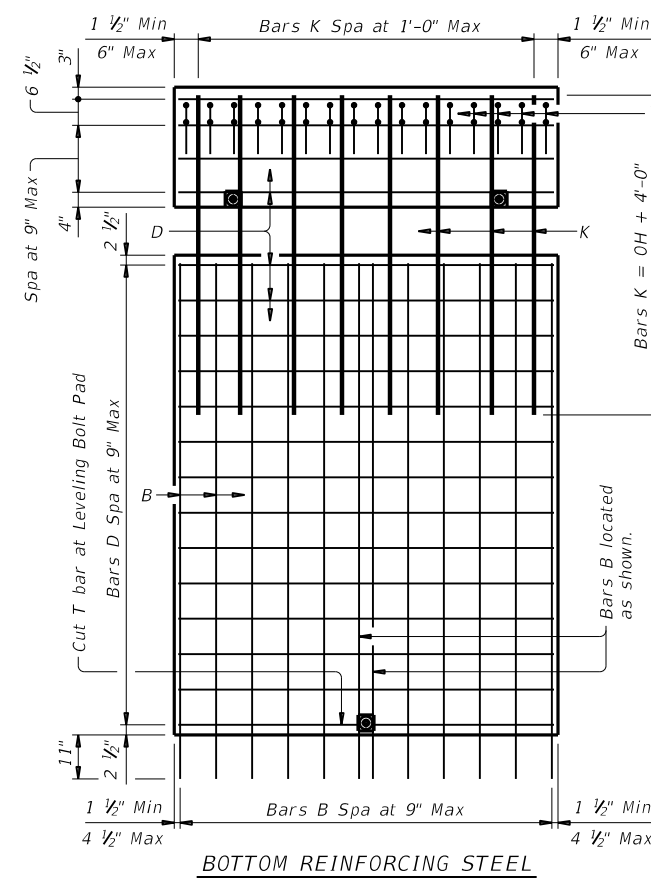 1 ½" Min
6" Max
Bars K Spa at 1'-0" Max
1 ½" Min
6" Max
3"
6 ½"
Spa at 9" Max
4"
2 ½"
D
K
Bars K = OH + 4'-0"
Cut T bar at Leveling Bolt Pad
Bars D Spa at 9" Max
B
Bars B located
as shown.
11"
2 ½"
1 ½" Min
4 ½" Max
Bars B Spa at 9" Max
1 ½" Min
4 ½" Max
BOTTOM REINFORCING STEEL